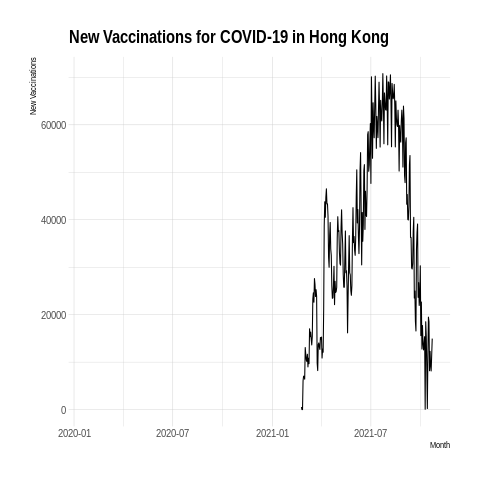 New Vaccinations for COVID-19 in Hong Kong
New Vaccinations
60000
40000
20000
0
2020-01
2020-07
2021-01
2021-07
Month